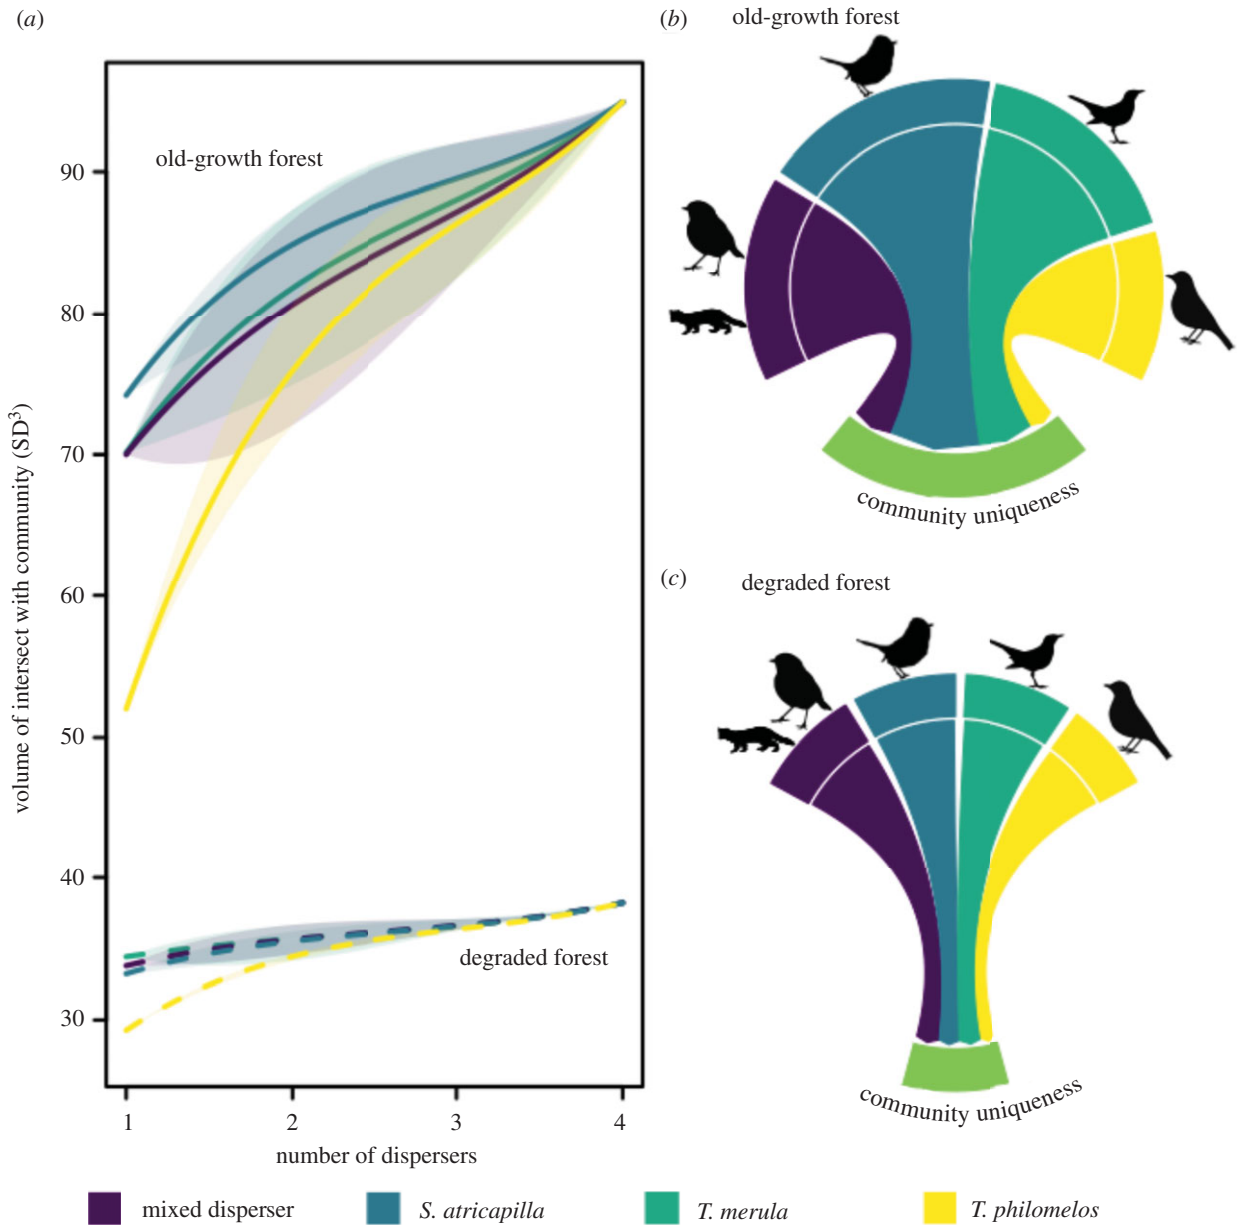 (a)
old-growth forest
degraded forest
volume of intersect with community (SD³)
90
80
70
60
50
40
30
1 2 3 4
number of dispersers
(b) old-growth forest
community uniqueness
(c) degraded forest
community uniqueness
mixed disperser S. atricapilla T. merula T. philomelos